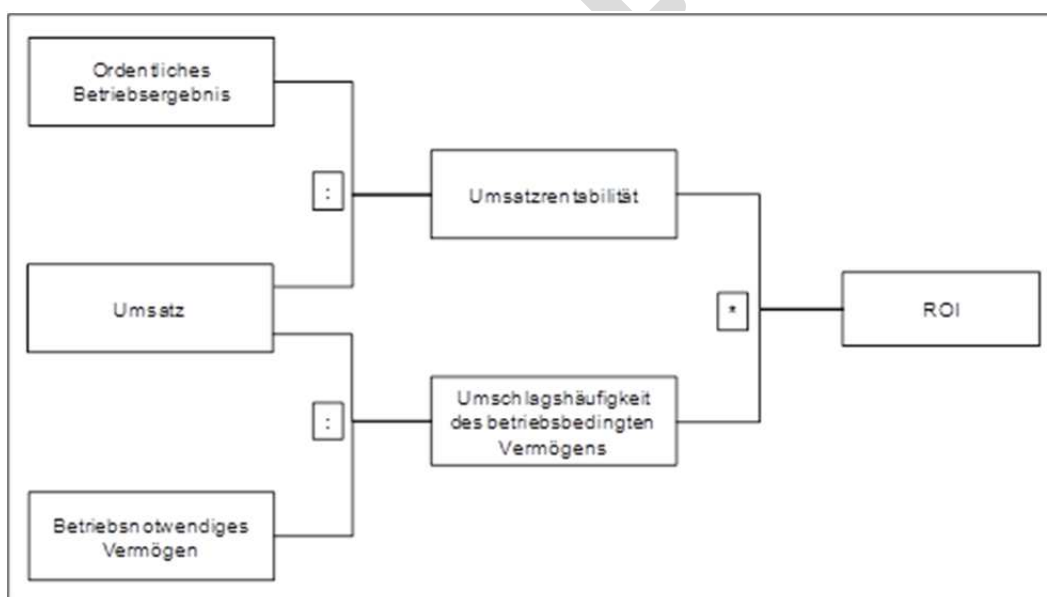 Ordentliches
Betriebsergebnis
:
Umsatzrentabilität
Umsatz
*
ROI
:
Umschlagshäufigkeit
des betriebsbedingten
Vermögens
Betriebsnotwendiges
Vermögen